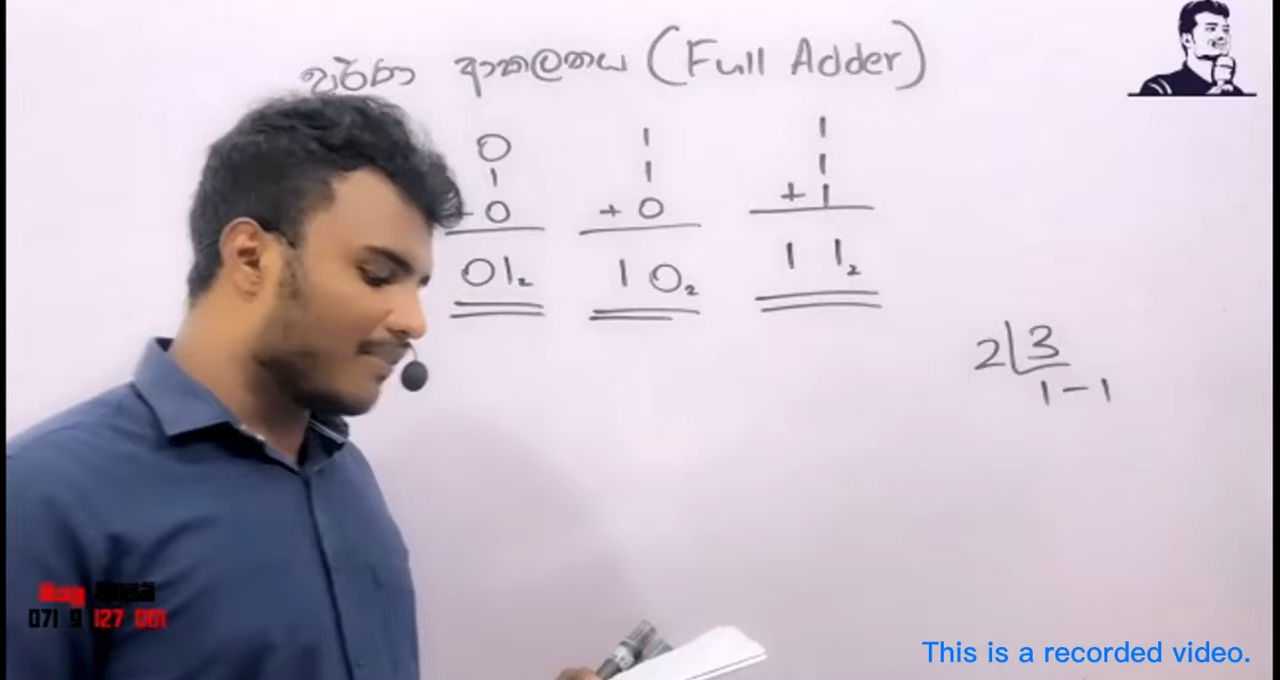 පූර්ණ ආකලනය (Full Adder)
0 1 1
1 1 1
+ 0 + 0 + 1
01₂ 10₂ 11₂
2 3
1 - 1
071 9 127 001
This is a recorded video.